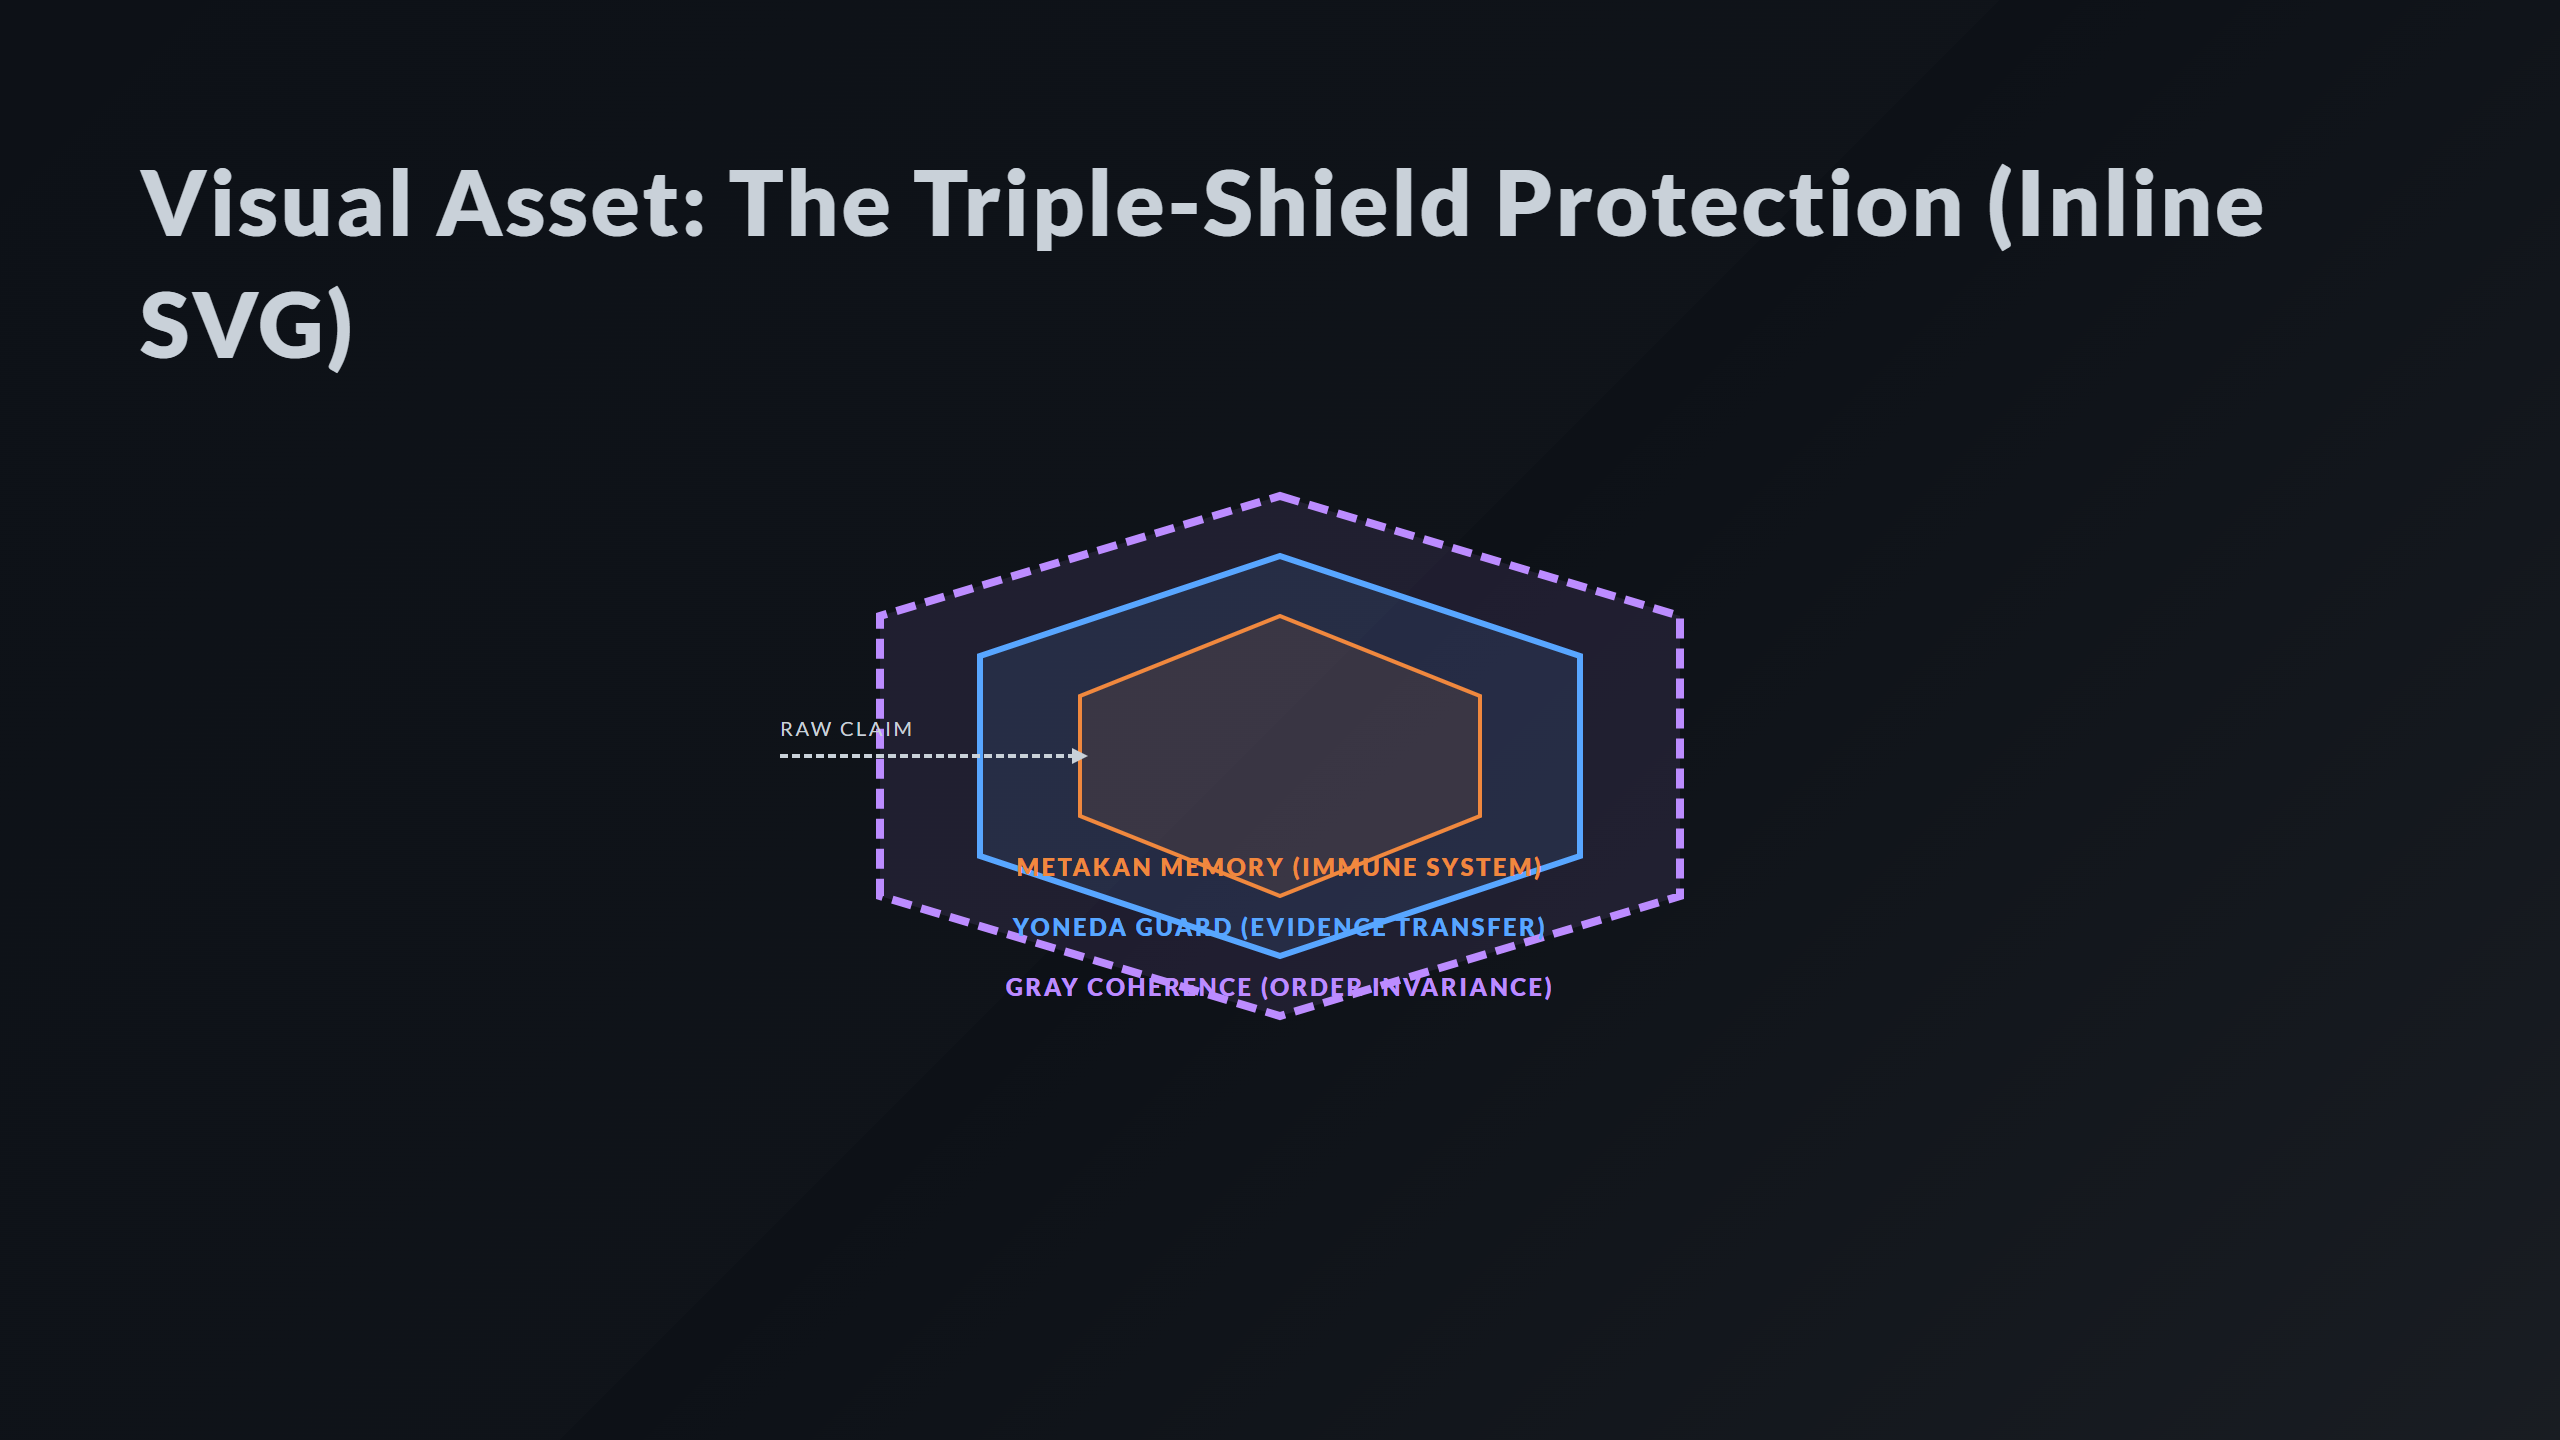 Visual Asset: The Triple-Shield Protection (Inline
SVG)
RAW CLAIM
METAKAN MEMORY (IMMUNE SYSTEM)
YONEDA GUARD (EVIDENCE TRANSFER)
GRAY COHERENCE (ORDER INVARIANCE)